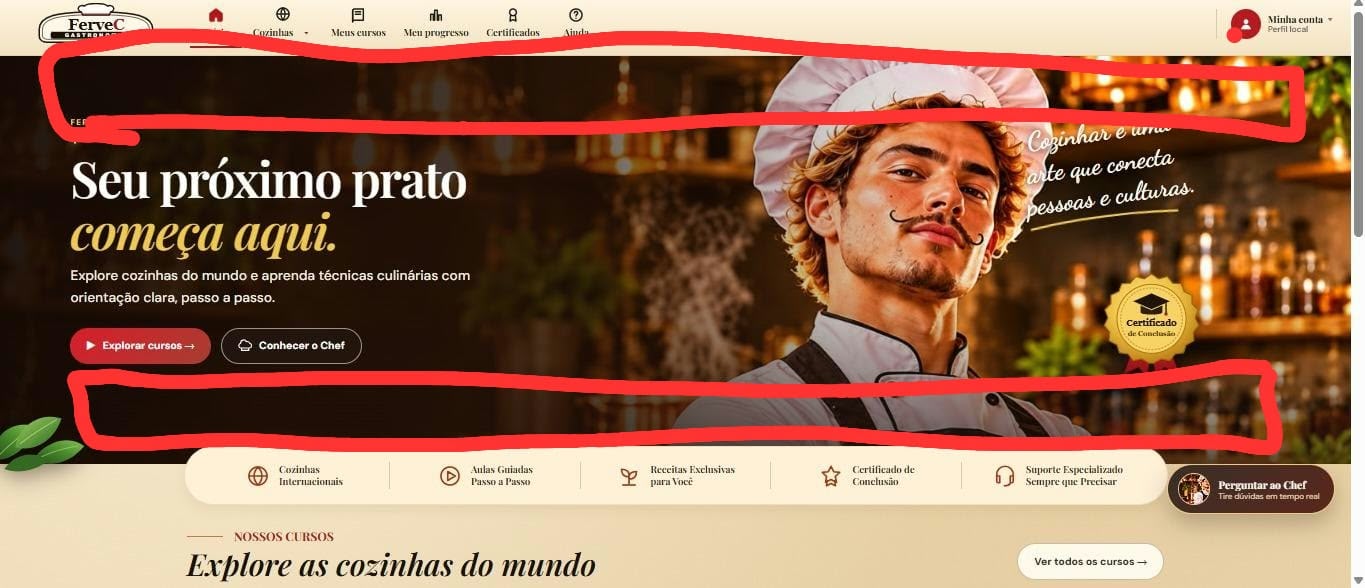 FerveC
Cozinhas
Meus cursos
Meu progresso
Certificados
Ajuda
Minha conta
Perfil local
Seu próximo prato
começa aqui.
Explore cozinhas do mundo e aprenda técnicas culinárias com
orientação clara, passo a passo.
Explorar cursos →
Conhecer o Chef
Cozinhar é uma
arte que conecta
pessoas e culturas.
Certificado
de Conclusão
Cozinhas
Internacionais
Aulas Guiadas
Passo a Passo
Receitas Exclusivas
para Você
Certificado de
Conclusão
Suporte Especializado
Sempre que Precisar
Perguntar ao Chef
Tire dúvidas em tempo real
NOSSOS CURSOS
Explore as cozinhas do mundo
Ver todos os cursos →